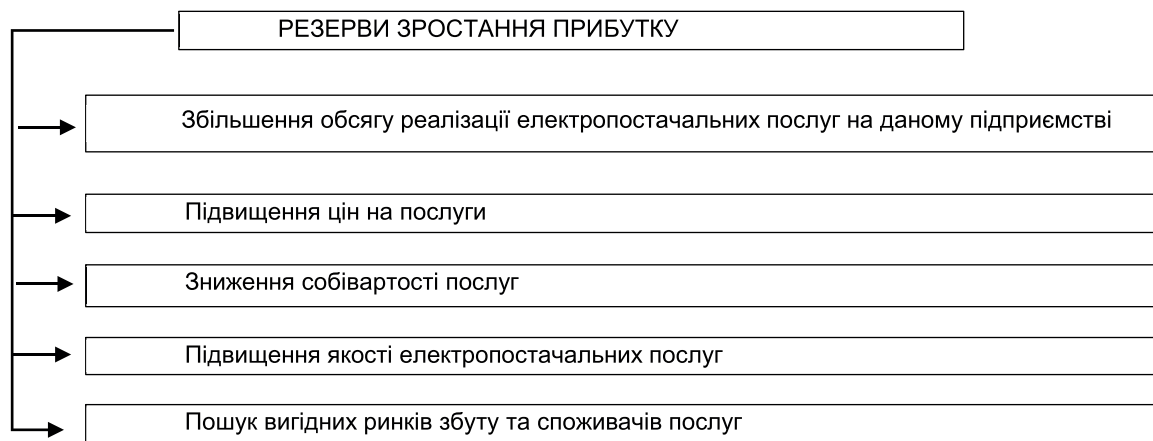 РЕЗЕРВИ ЗРОСТАННЯ ПРИБУТКУ
Збільшення обсягу реалізації електропостачальних послуг на даному підприємстві
Підвищення цін на послуги
Зниження собівартості послуг
Підвищення якості електропостачальних послуг
Пошук вигідних ринків збуту та споживачів послуг